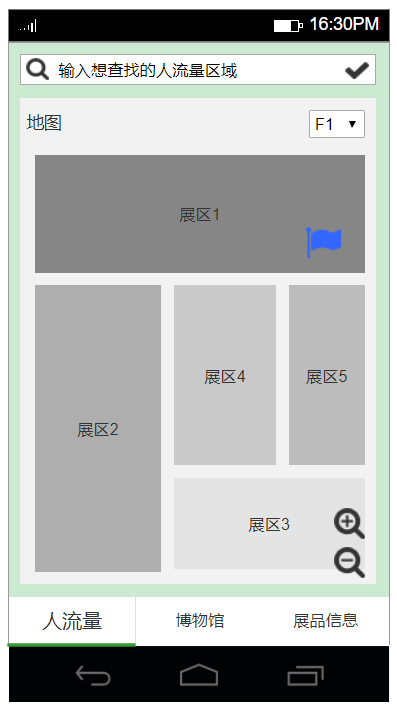 16:30PM
输入想查找的人流量区域
地图 F1
展区1
展区2
展区4
展区5
展区3
人流量 博物馆 展品信息